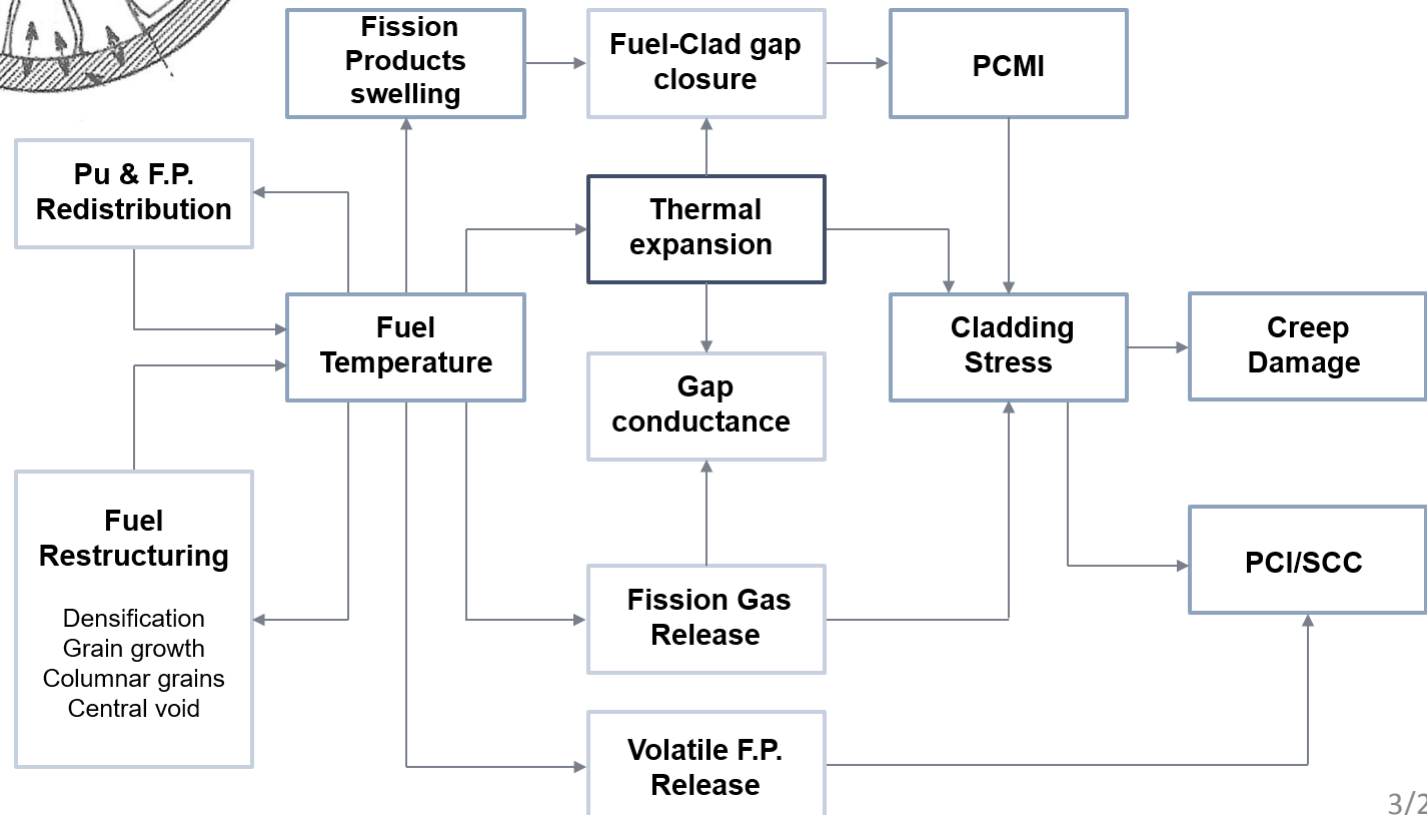 Fission
Products
swelling
Fuel-Clad gap
closure
PCMI
Pu & F.P.
Redistribution
Thermal
expansion
Fuel
Temperature
Cladding
Stress
Creep
Damage
Gap
conductance
Fuel
Restructuring
Densification
Grain growth
Columnar grains
Central void
Fission Gas
Release
PCI/SCC
Volatile F.P.
Release
3/2